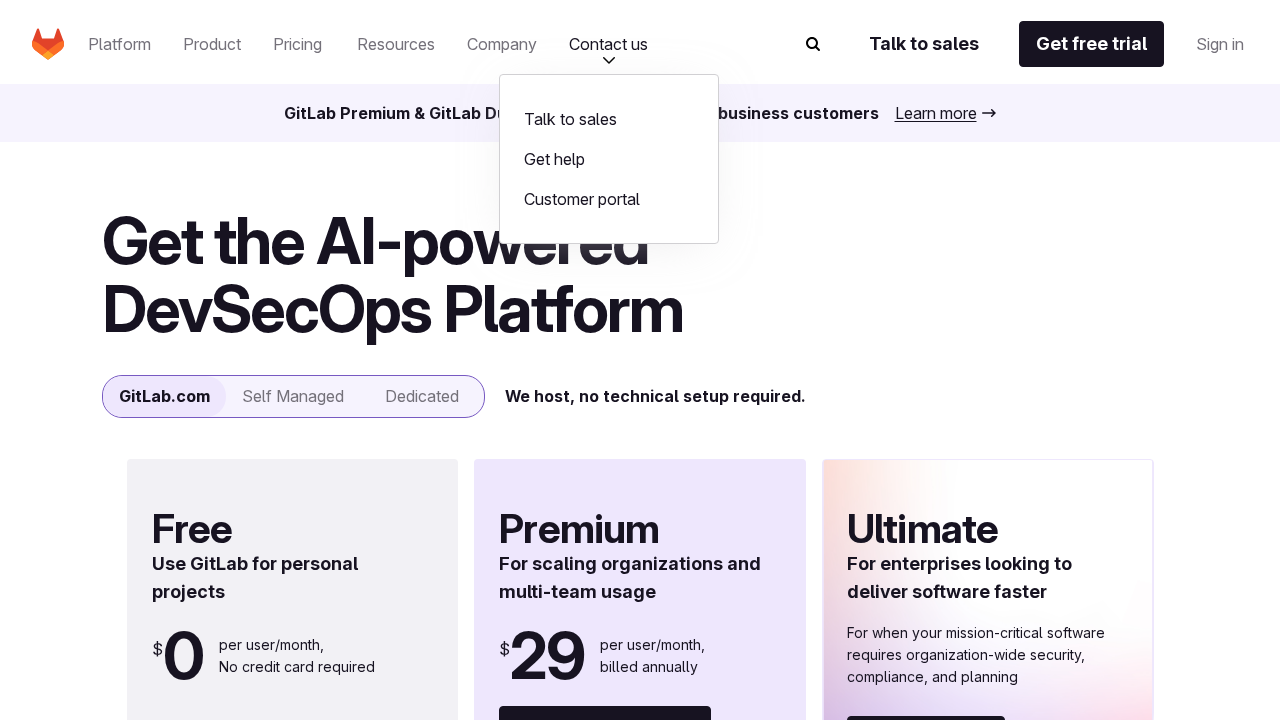 Platform Product Pricing Resources Company Contact us Talk to sales Get free trial Sign in
GitLab Premium & GitLab business customers Learn more →
Talk to sales
Get help
Customer portal
Get the AI-powered
DevSecOps Platform
GitLab.com Self Managed Dedicated We host, no technical setup required.
Free
Use GitLab for personal
projects
$0 per user/month,
No credit card required
Premium
For scaling organizations and
multi-team usage
$29 per user/month,
billed annually
Ultimate
For enterprises looking to
deliver software faster
For when your mission-critical software
requires organization-wide security,
compliance, and planning